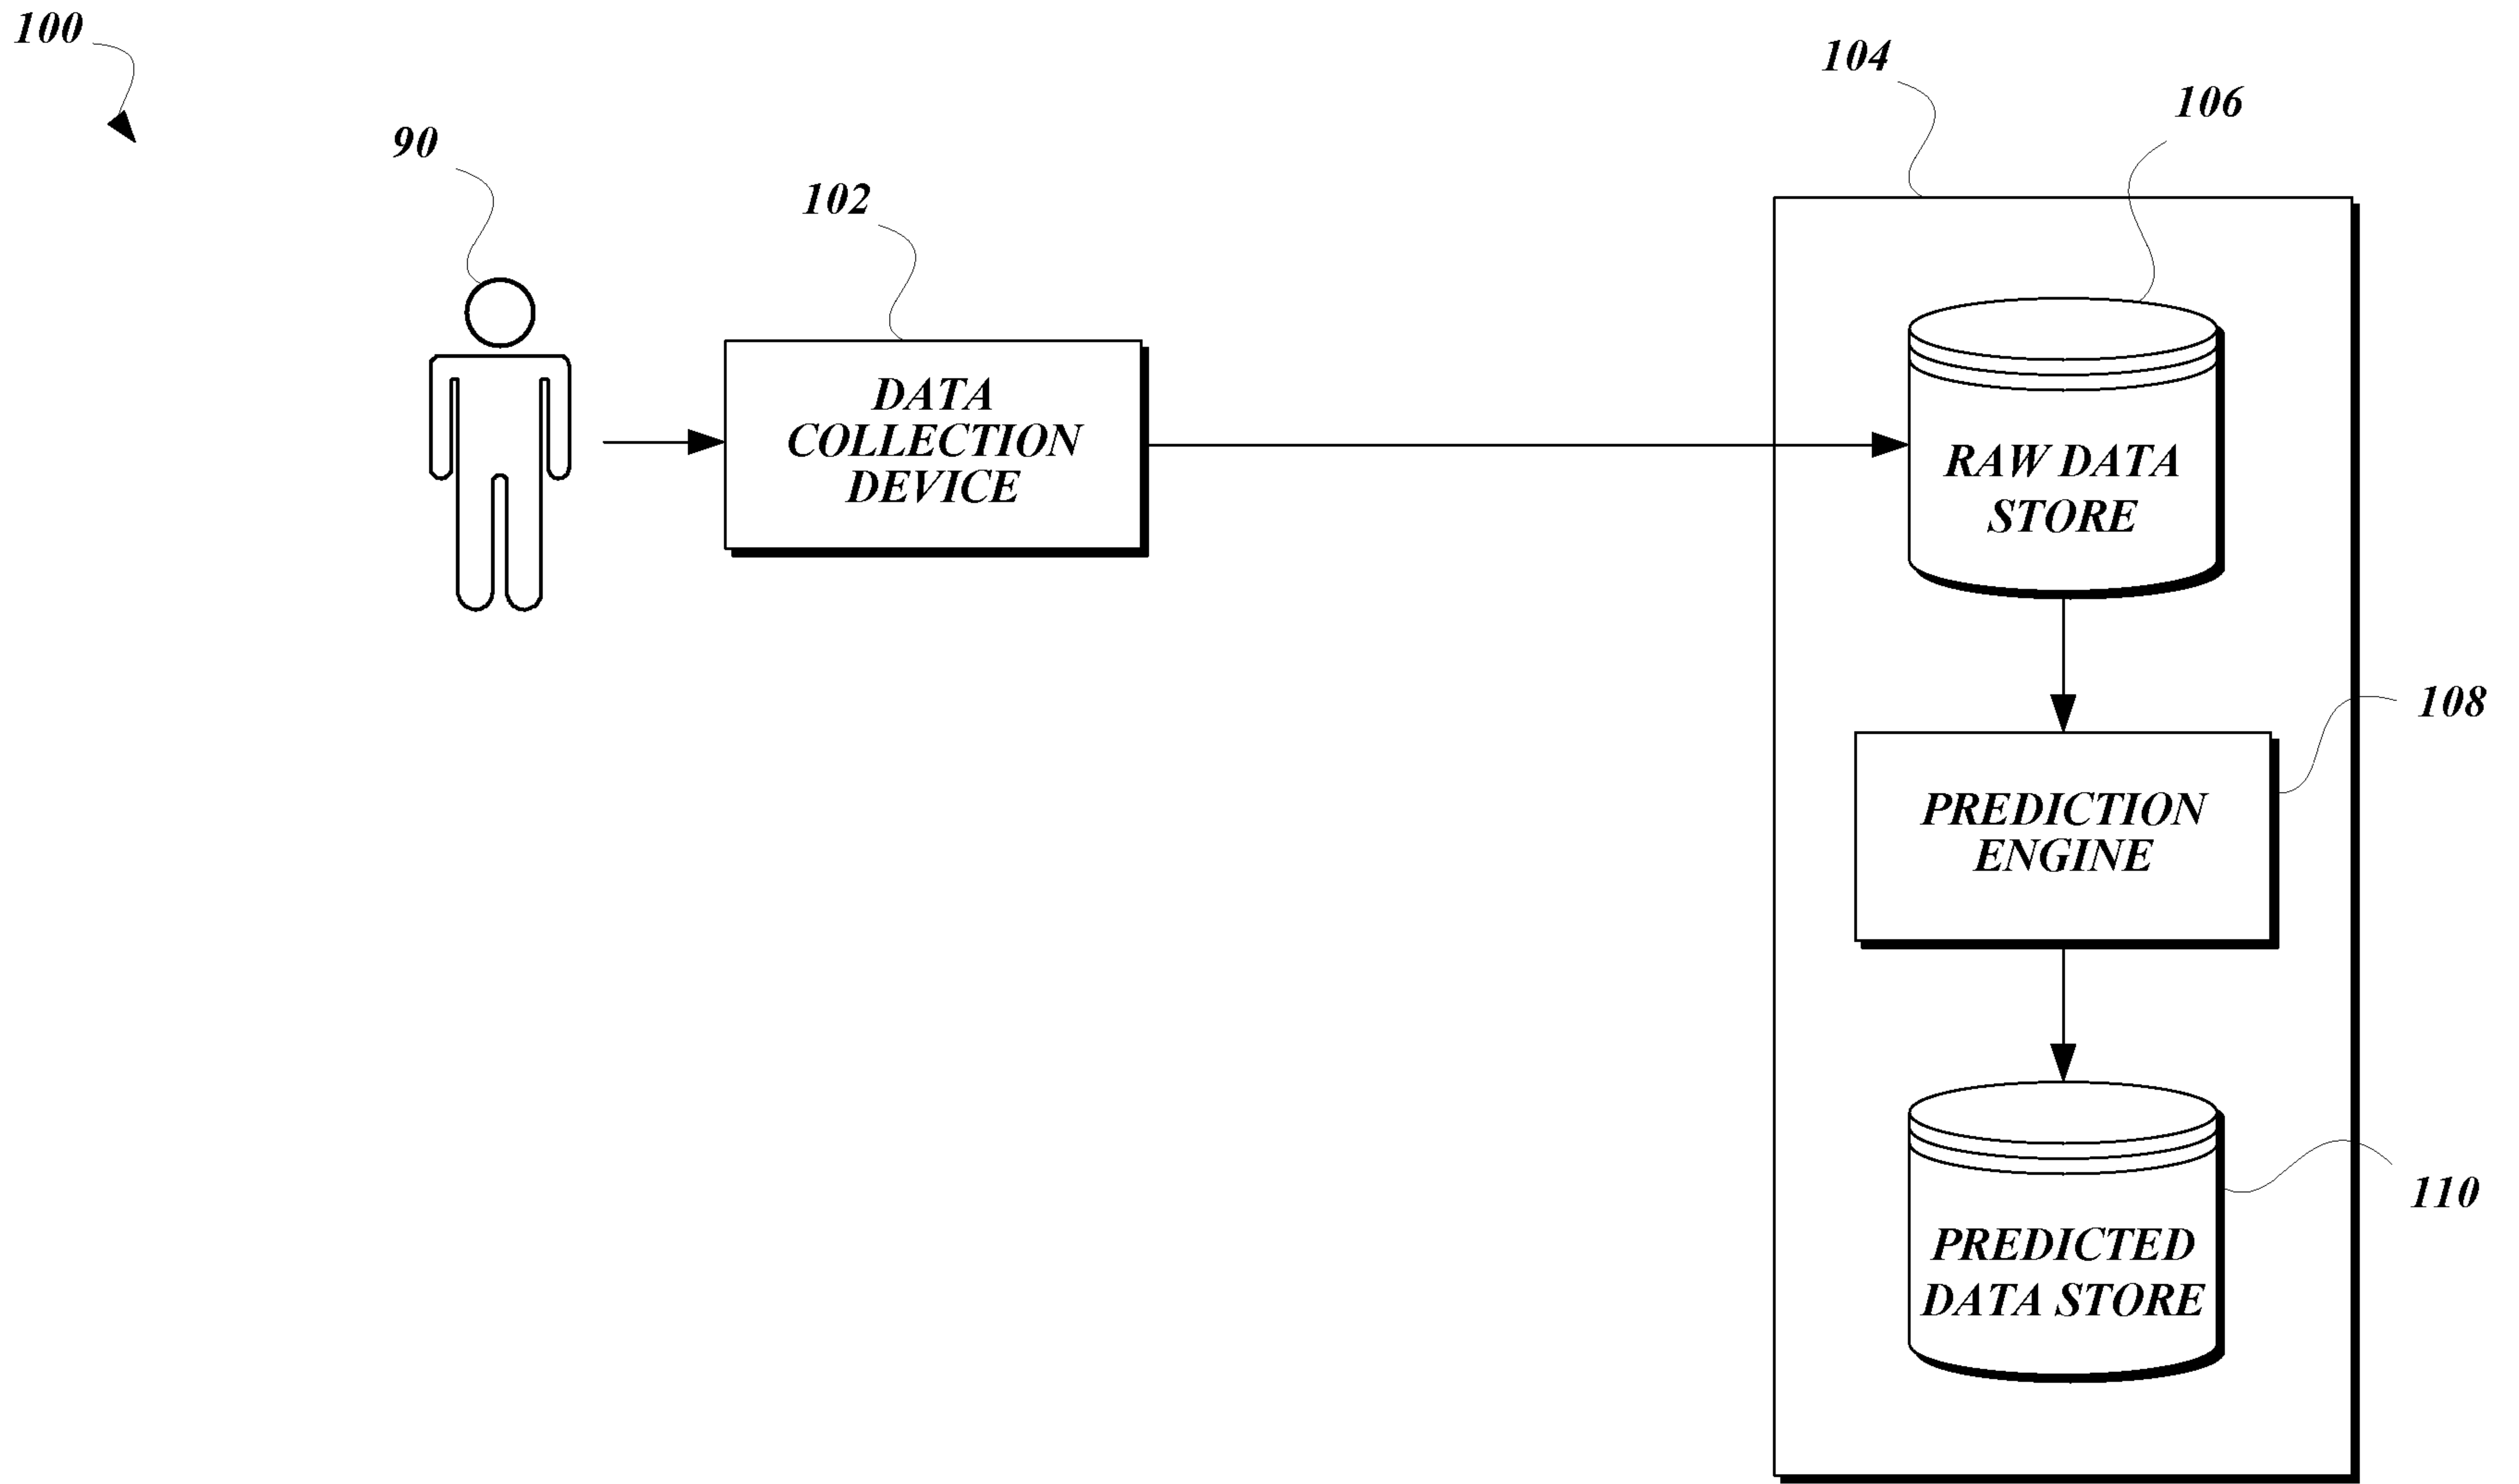 100
104
106
90
102
DATA
COLLECTION
DEVICE
RAW DATA
STORE
108
PREDICTION
ENGINE
110
PREDICTED
DATA STORE